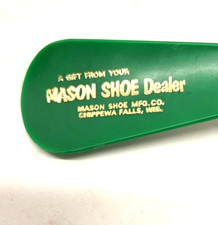 A GIFT FROM YOUR
MASON SHOE Dealer
MASON SHOE MFG. CO.
CHIPPEWA FALLS, WIS.